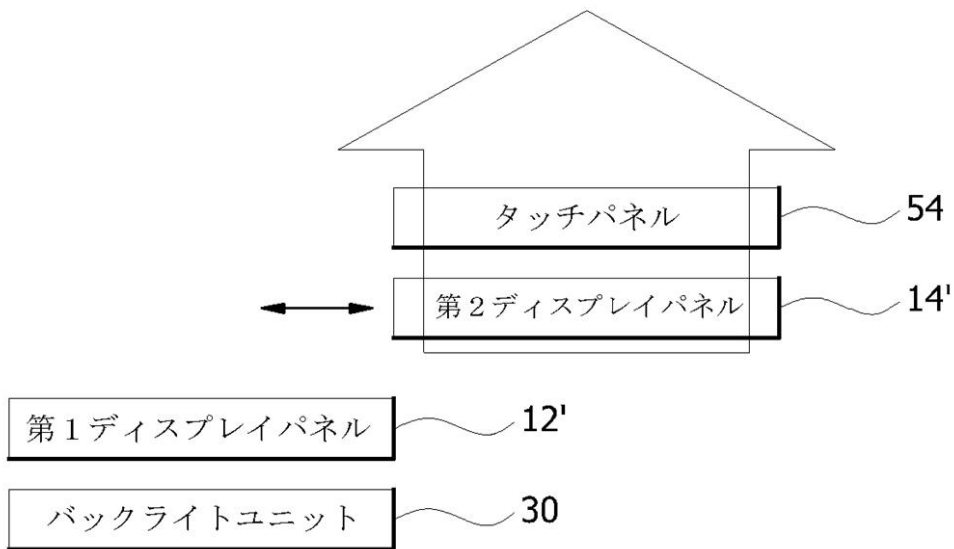 タッチパネル 54
第2ディスプレイパネル 14'
第1ディスプレイパネル 12'
バックライトユニット 30